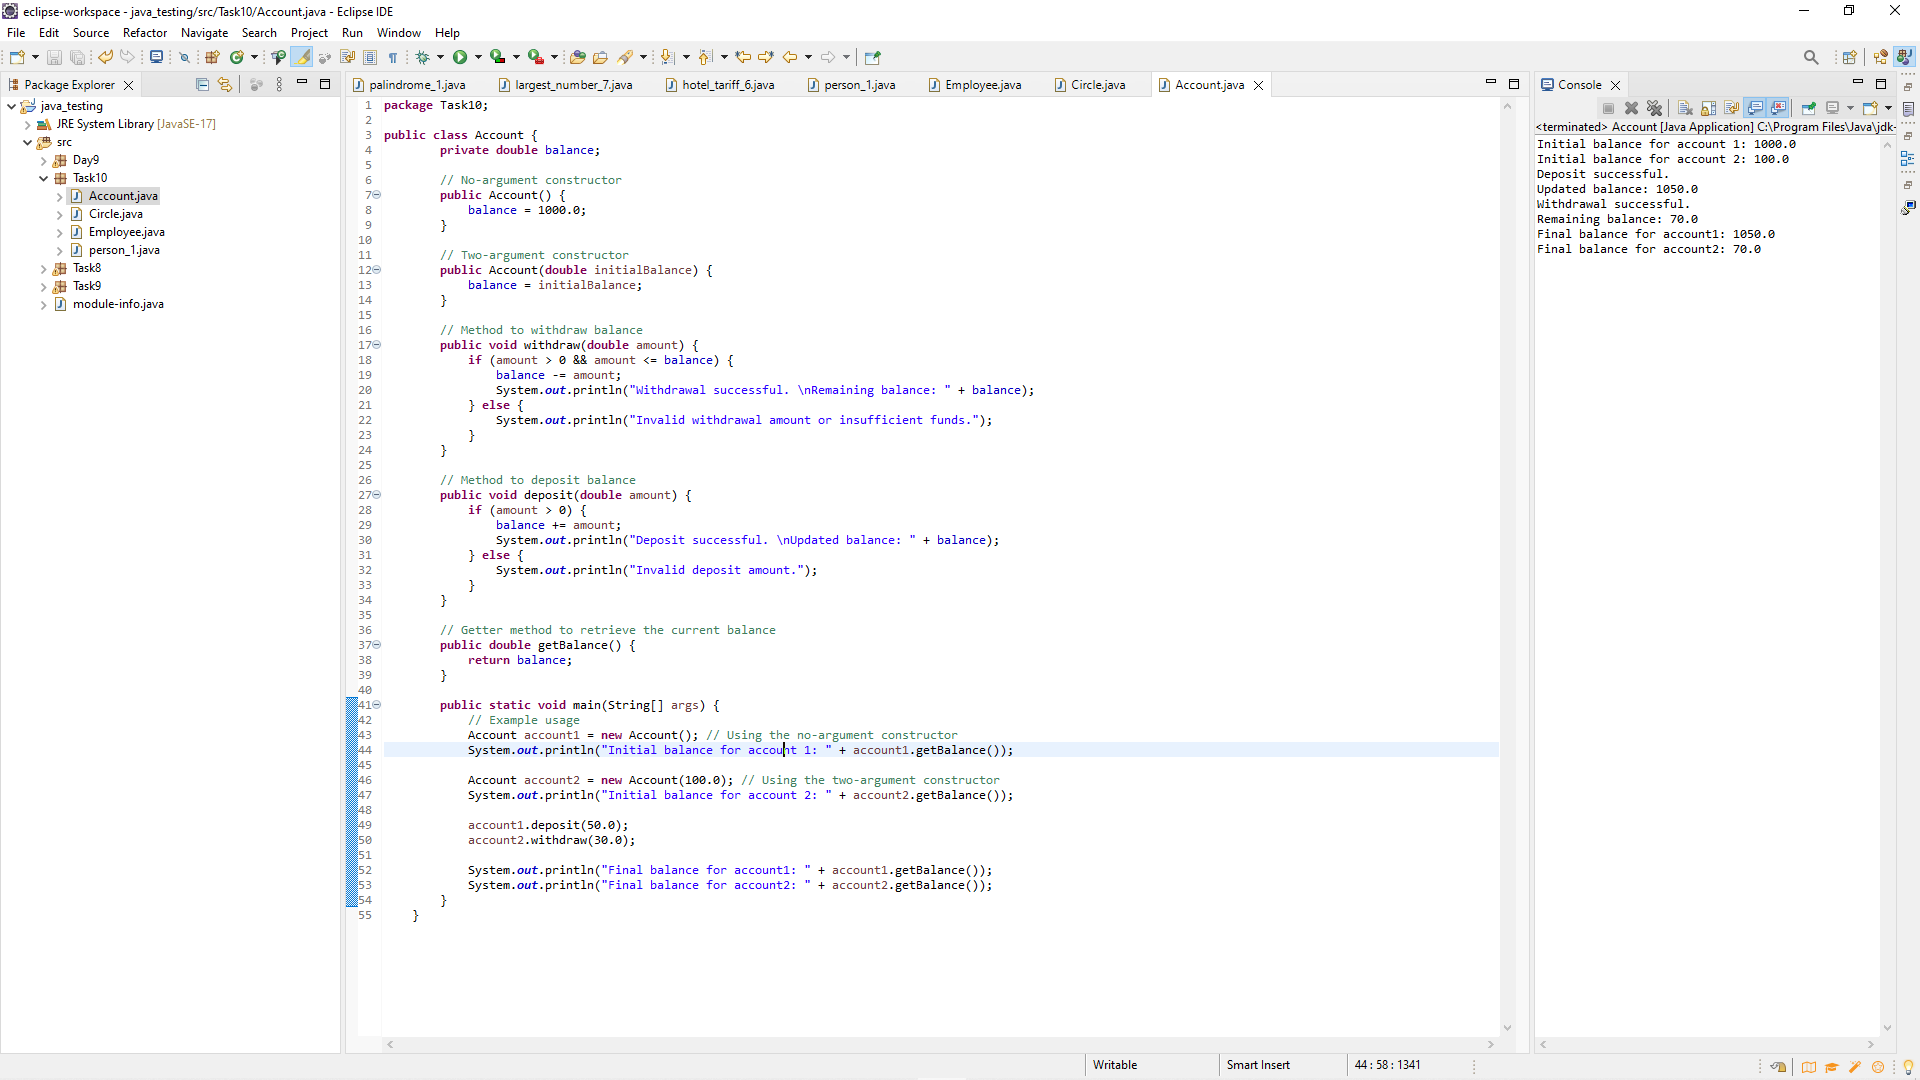 eclipse-workspace - java_testing/src/Task10/Account.java - Eclipse IDE
File Edit Source Refactor Navigate Search Project Run Window Help
Package Explorer
java_testing
JRE System Library [JavaSE-17]
src
Day9
Task10
Account.java
Circle.java
Employee.java
person_1.java
Task8
Task9
module-info.java
palindrome_1.java largest_number_7.java hotel_tariff_6.java person_1.java Employee.java Circle.java Account.java
1 package Task10;
2
3 public class Account {
4 private double balance;
5
6 // No-argument constructor
7 public Account() {
8 balance = 1000.0;
9 }
10
11 // Two-argument constructor
12 public Account(double initialBalance) {
13 balance = initialBalance;
14 }
15
16 // Method to withdraw balance
17 public void withdraw(double amount) {
18 if (amount > 0 && amount <= balance) {
19 balance -= amount;
20 System.out.println("Withdrawal successful. \nRemaining balance: " + balance);
21 } else {
22 System.out.println("Invalid withdrawal amount or insufficient funds.");
23 }
24 }
25
26 // Method to deposit balance
27 public void deposit(double amount) {
28 if (amount > 0) {
29 balance += amount;
30 System.out.println("Deposit successful. \nUpdated balance: " + balance);
31 } else {
32 System.out.println("Invalid deposit amount.");
33 }
34 }
35
36 // Getter method to retrieve the current balance
37 public double getBalance() {
38 return balance;
39 }
40
41 public static void main(String[] args) {
42 // Example usage
43 Account account1 = new Account(); // Using the no-argument constructor
44 System.out.println("Initial balance for account 1: " + account1.getBalance());
45
46 Account account2 = new Account(100.0); // Using the two-argument constructor
47 System.out.println("Initial balance for account 2: " + account2.getBalance());
48
49 account1.deposit(50.0);
50 account2.withdraw(30.0);
51
52 System.out.println("Final balance for account1: " + account1.getBalance());
53 System.out.println("Final balance for account2: " + account2.getBalance());
54 }
55 }
Console
<terminated> Account [Java Application] C:\Program Files\Java\jdk-
Initial balance for account 1: 1000.0
Initial balance for account 2: 100.0
Deposit successful.
Updated balance: 1050.0
Withdrawal successful.
Remaining balance: 70.0
Final balance for account1: 1050.0
Final balance for account2: 70.0
Writable Smart Insert 44 : 58 : 1341